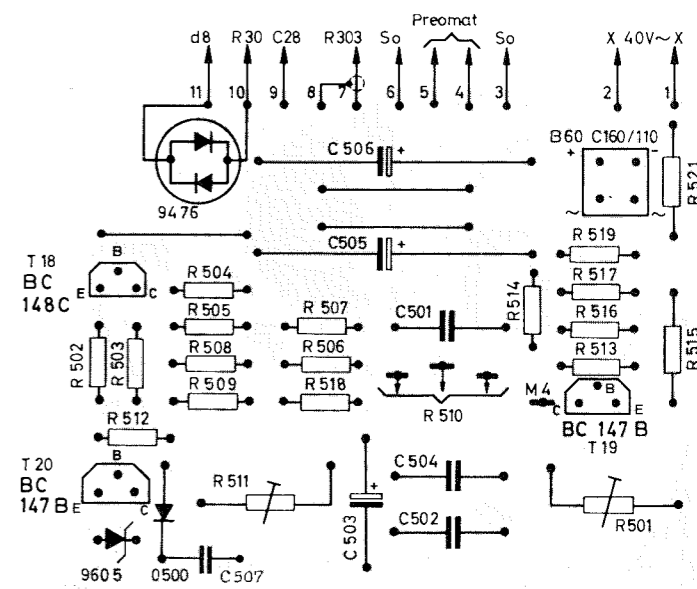 Preomat
d8 R30 C28 R303 So So X 40V~X
11 10 9 8 7 6 5 4 3 2 1
B60 C160/110
+ -
C506 +
R521
9476
~ ~
R519
C505 +
T18
BC
148C
B
E C
R504
R517
R514
R505
R507
C501
R516
R515
R502
R503
R508
R506
R513
R509
R518
R510
M4
B
C E
BC 147 B
T19
R512
T20
BC
147 B
B
E C
R511
+
C503
C504
C502
R501
9605
0500
C507